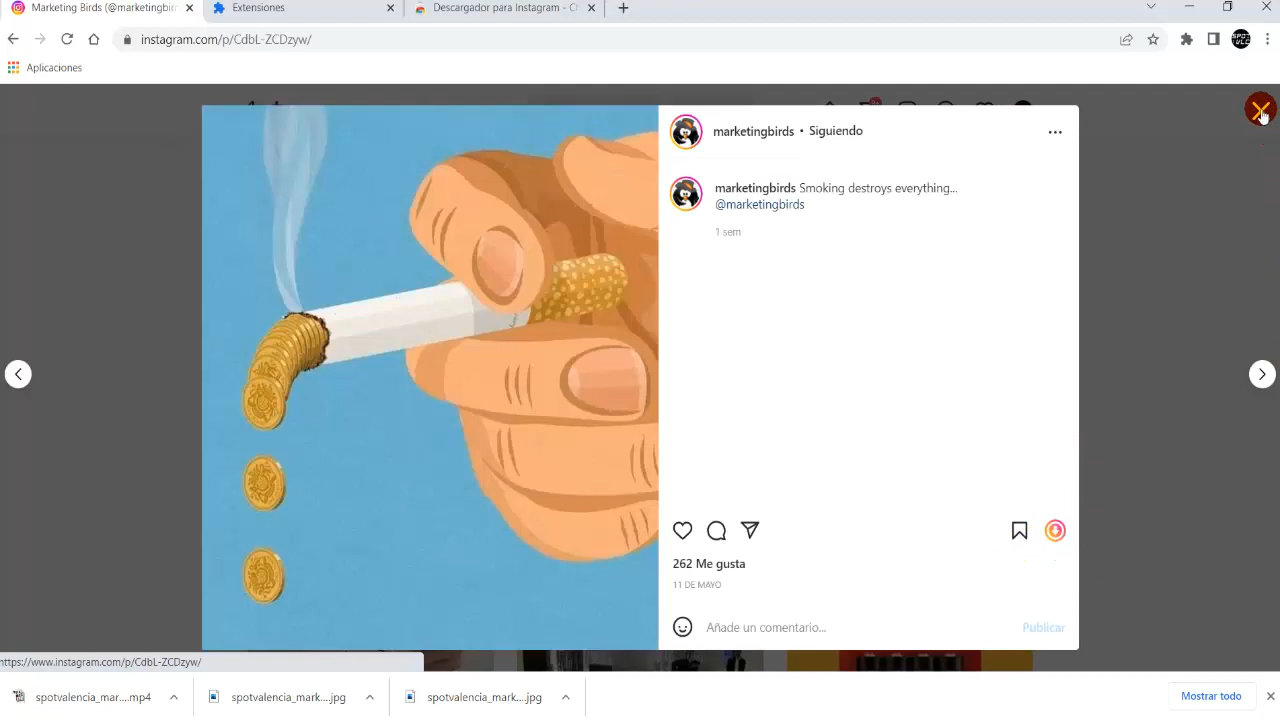 Marketing Birds (@marketingbir
Extensiones
Descargador para Instagram - C
instagram.com/p/CdbL-ZCDzyw/
Aplicaciones
marketingbirds • Siguiendo
marketingbirds Smoking destroys everything...
@marketingbirds
1 sem
262 Me gusta
11 DE MAYO
Añade un comentario...
Publicar
https://www.instagram.com/p/CdbL-ZCDzyw/
spotvalencia_mar....mp4
spotvalencia_mark....jpg
spotvalencia_mark....jpg
Mostrar todo